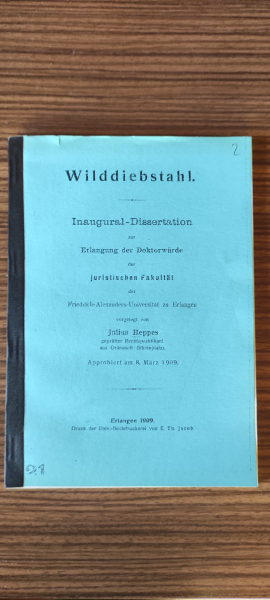 2
Wilddiebstahl.
Inaugural-Dissertation
zur
Erlangung der Doktorwürde
der
juristischen Fakultät
der
Friedrich-Alexanders-Universität zu Erlangen
vorgelegt von
Julius Heppes
geprüfter Rechtspraktikant
aus Grünstadt (Rheinpfalz).
Approbiert am 8. März 1909.
Erlangen 1909.
Druck der Univ.-Buchdruckerei von E. Th. Jacob.